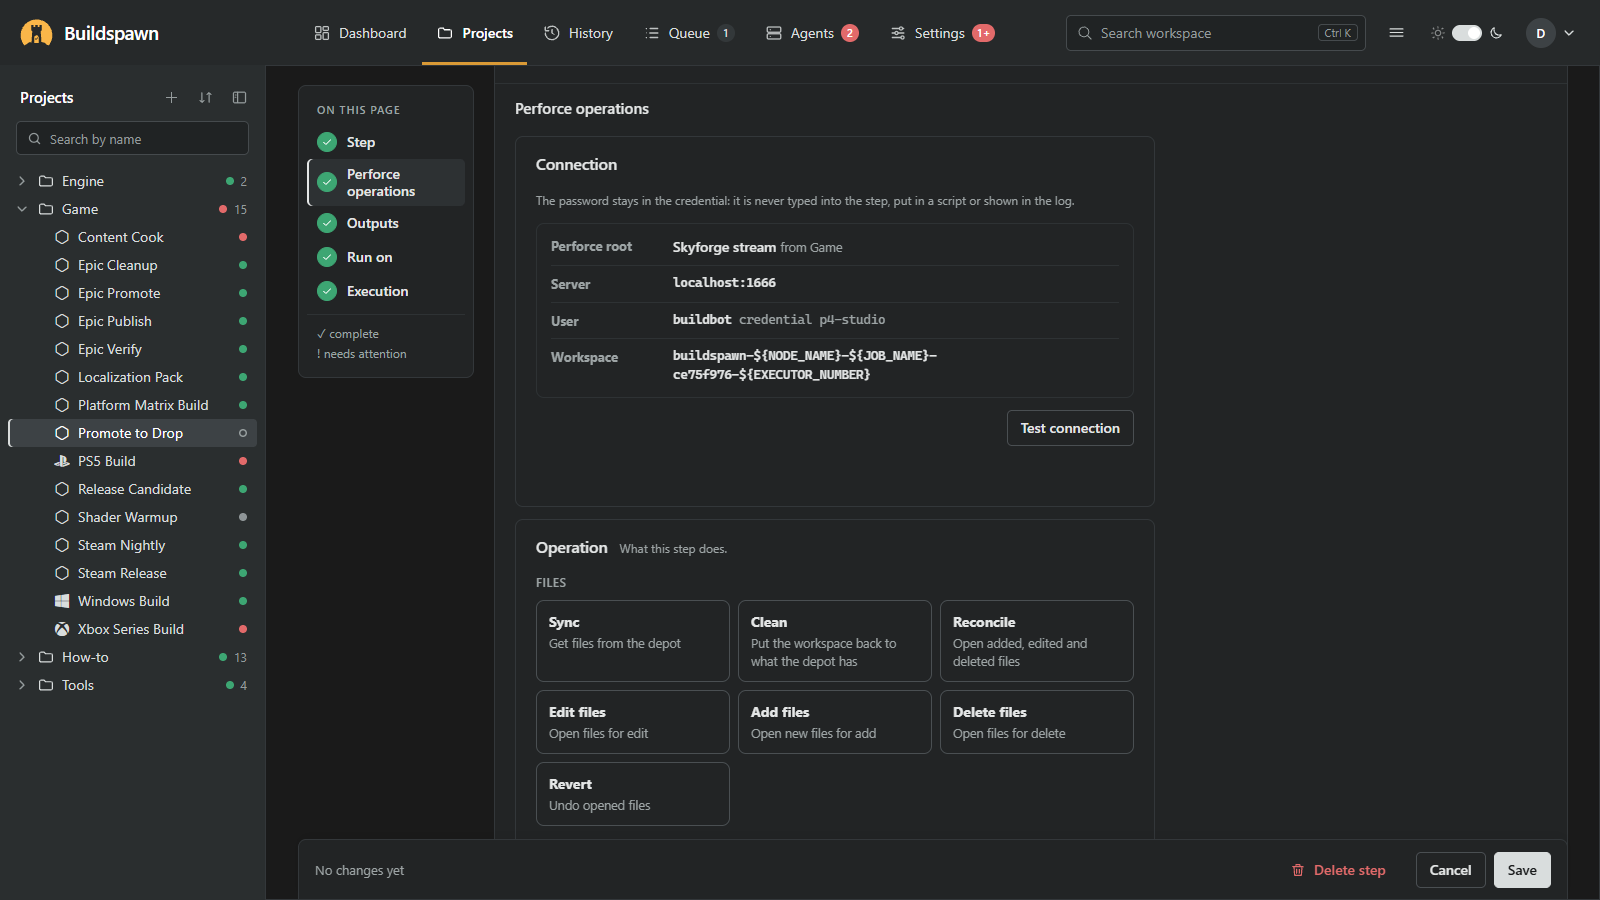 Buildspawn
Dashboard
Projects
History
Queue 1
Agents 2
Settings 1+
Search workspace
Ctrl K
D
Projects
Search by name
Engine 2
Game 15
Content Cook
Epic Cleanup
Epic Promote
Epic Publish
Epic Verify
Localization Pack
Platform Matrix Build
Promote to Drop
PS5 Build
Release Candidate
Shader Warmup
Steam Nightly
Steam Release
Windows Build
Xbox Series Build
How-to 13
Tools 4
ON THIS PAGE
Step
Perforce
operations
Outputs
Run on
Execution
✓ complete
! needs attention
Perforce operations
Connection
The password stays in the credential: it is never typed into the step, put in a script or shown in the log.
Perforce root Skyforge stream from Game
Server localhost:1666
User buildbot credential p4-studio
Workspace buildspawn-${NODE_NAME}-${JOB_NAME}-
ce75f976-${EXECUTOR_NUMBER}
Test connection
Operation What this step does.
FILES
Sync
Get files from the depot
Clean
Put the workspace back to
what the depot has
Reconcile
Open added, edited and
deleted files
Edit files
Open files for edit
Add files
Open new files for add
Delete files
Open files for delete
Revert
Undo opened files
No changes yet
Delete step
Cancel
Save